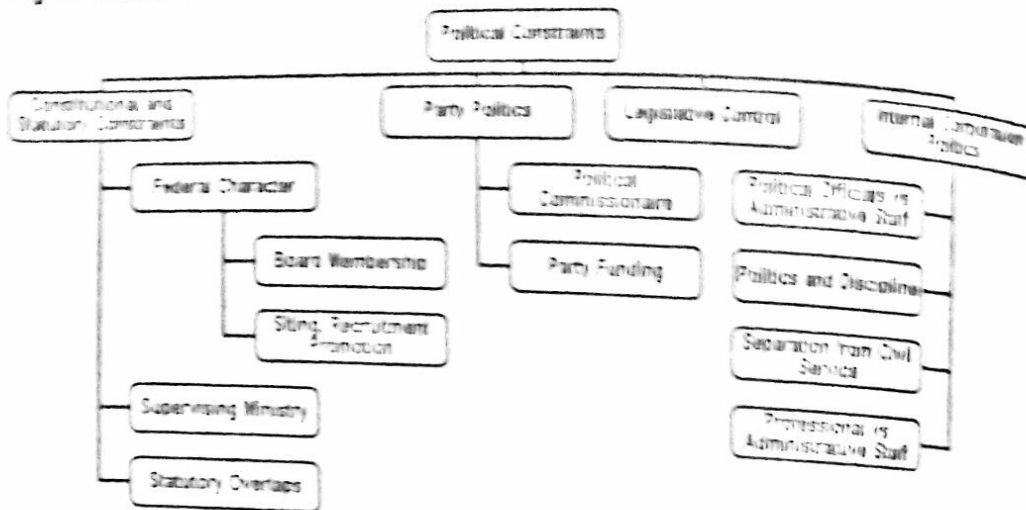 Political Constraints
Constitutional and
Statutory Constraints
Party Politics
Legislative Control
Internal Corporation
Politics
Federal Character
Board Membership
Siting, Recruitment
Promotion
Supervising Ministry
Statutory Overlaps
Political
Commissionaire
Party Funding
Political Officials vs
Administrative Staff
Politics and Discipline
Separation from Civil
Service
Professional vs
Administrative Staff